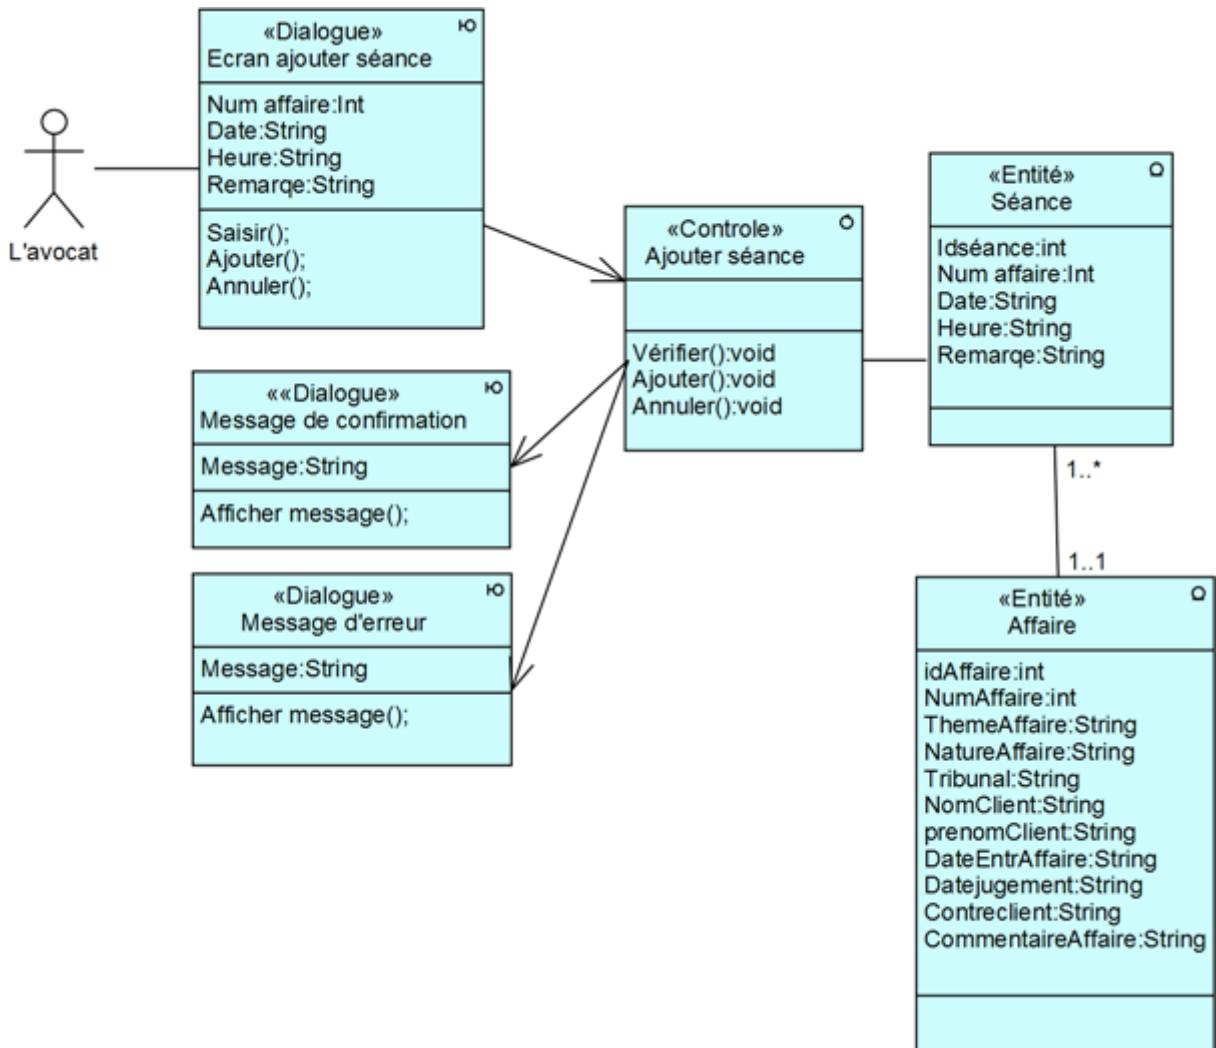 «Dialogue»
Ecran ajouter séance
Num affaire:Int
Date:String
Heure:String
Remarqe:String
Saisir();
Ajouter();
Annuler();
L'avocat
««Dialogue»
Message de confirmation
Message:String
Afficher message();
«Dialogue»
Message d'erreur
Message:String
Afficher message();
«Controle»
Ajouter séance
Vérifier():void
Ajouter():void
Annuler():void
«Entité»
Séance
Idséance:int
Num affaire:Int
Date:String
Heure:String
Remarqe:String
1..*
1..1
«Entité»
Affaire
idAffaire:int
NumAffaire:int
ThemeAffaire:String
NatureAffaire:String
Tribunal:String
NomClient:String
prenomClient:String
DateEntrAffaire:String
Datejugement:String
Contreclient:String
CommentaireAffaire:String